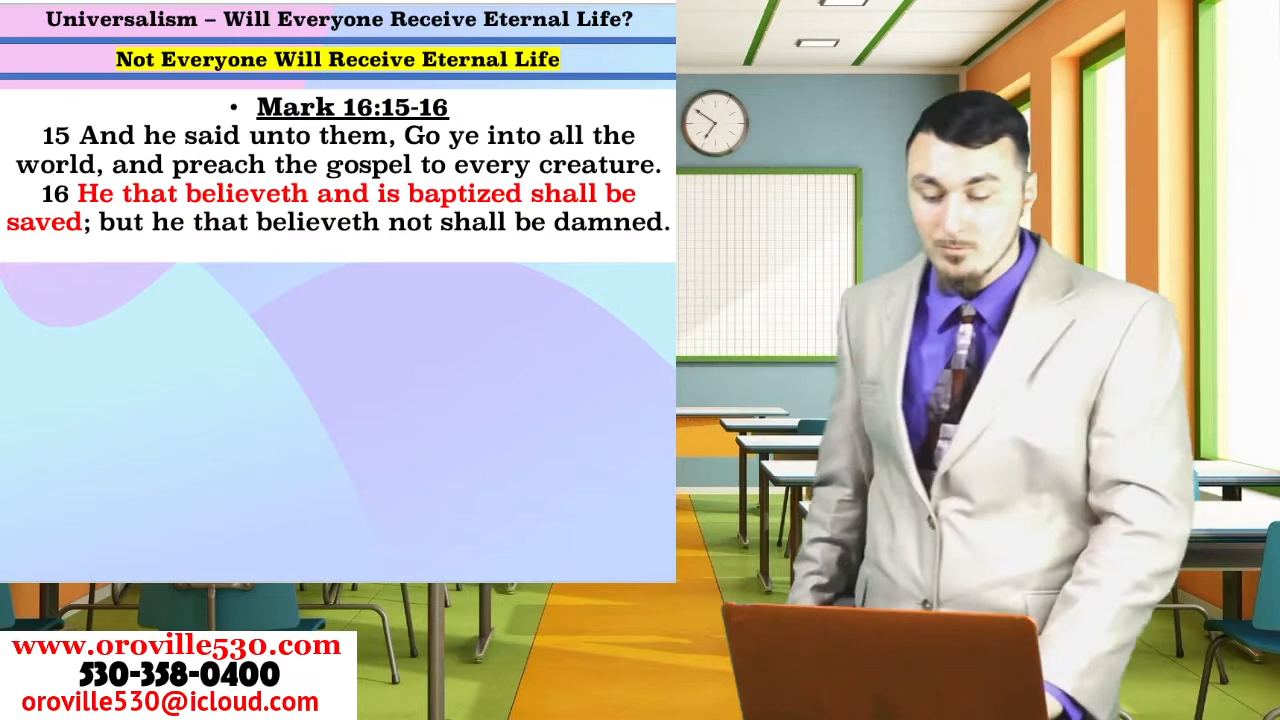 Universalism – Will Everyone Receive Eternal Life?
Not Everyone Will Receive Eternal Life
• Mark 16:15-16
15 And he said unto them, Go ye into all the
world, and preach the gospel to every creature.
16 He that believeth and is baptized shall be
saved; but he that believeth not shall be damned.
www.oroville530.com
530-358-0400
oroville530@icloud.com